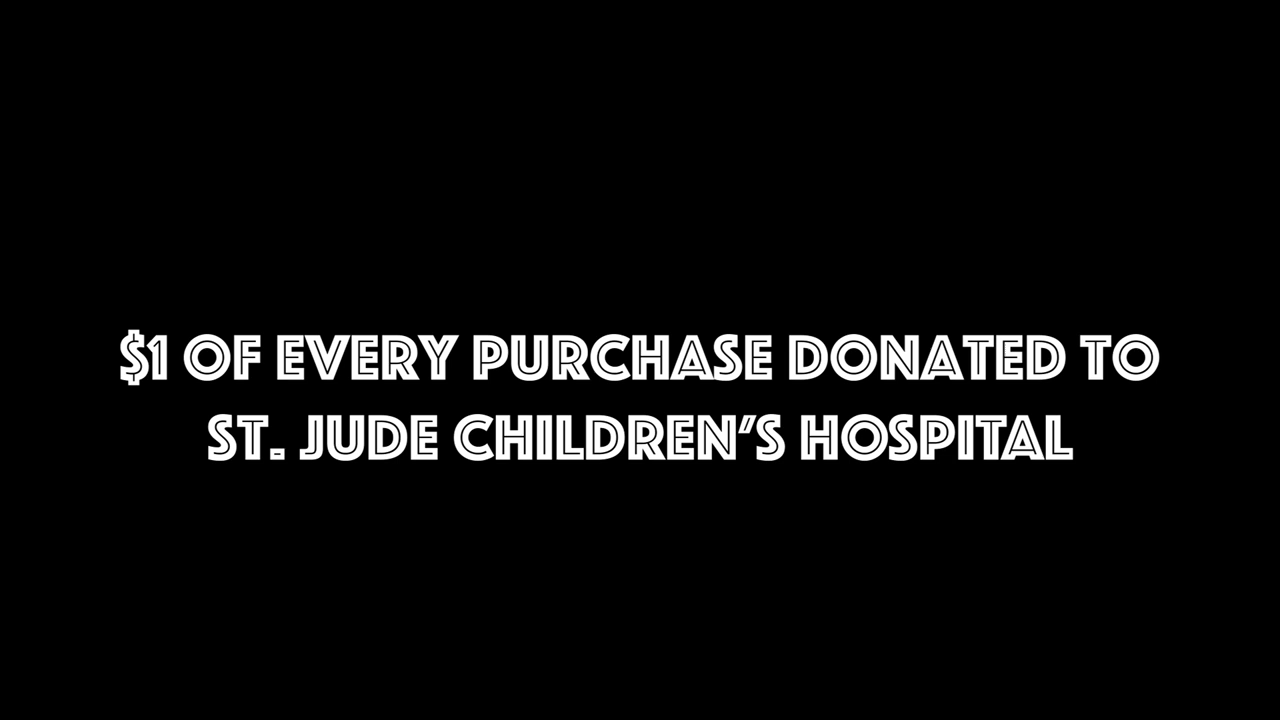 $1 OF EVERY PURCHASE DONATED TO
ST. JUDE CHILDREN'S HOSPITAL